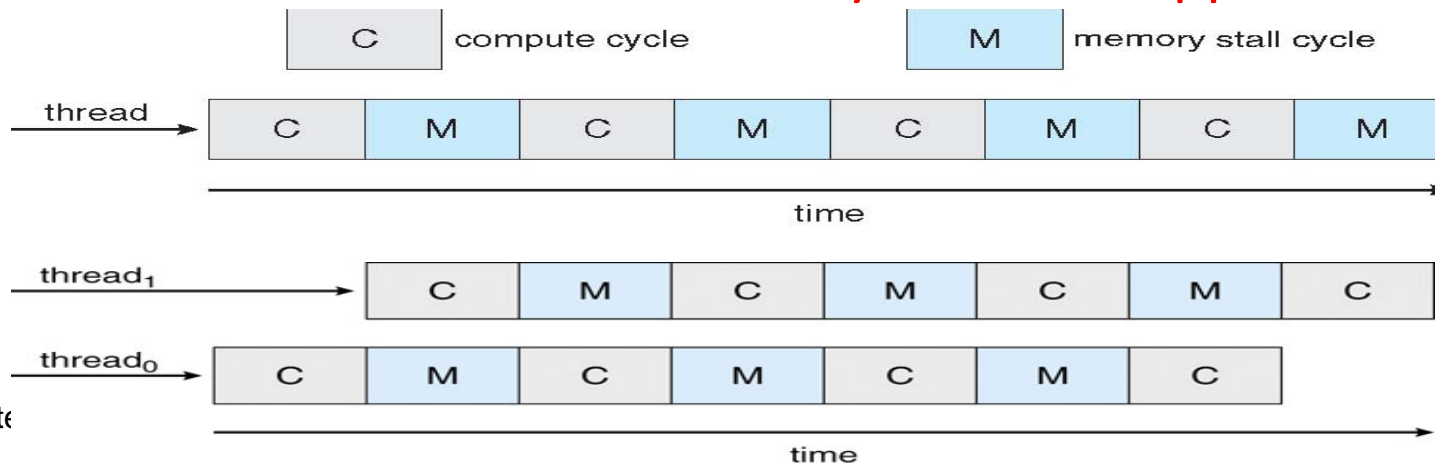 C compute cycle M memory stall cycle
thread
C M C M C M C M
time
thread₁
C M C M C M C
thread₀
C M C M C M C
time